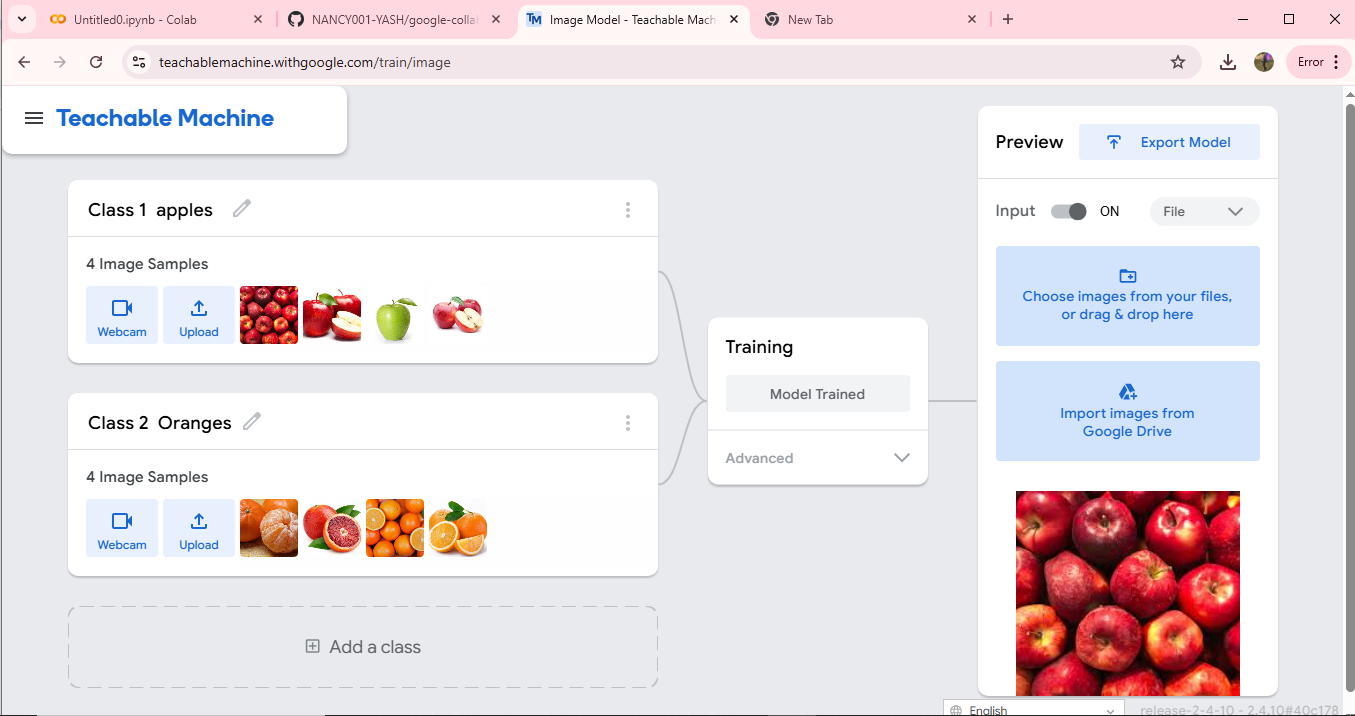 Untitled0.ipynb - Colab
NANCY001-YASH/google-colla
Image Model - Teachable Mach
New Tab
teachablemachine.withgoogle.com/train/image
Error
Teachable Machine
Class 1 apples
4 Image Samples
Webcam
Upload
Class 2 Oranges
4 Image Samples
Webcam
Upload
Add a class
Training
Model Trained
Advanced
Preview
Export Model
Input
ON
File
Choose images from your files,
or drag & drop here
Import images from
Google Drive
English
release-2-4-10 - 2.4.10#40c178